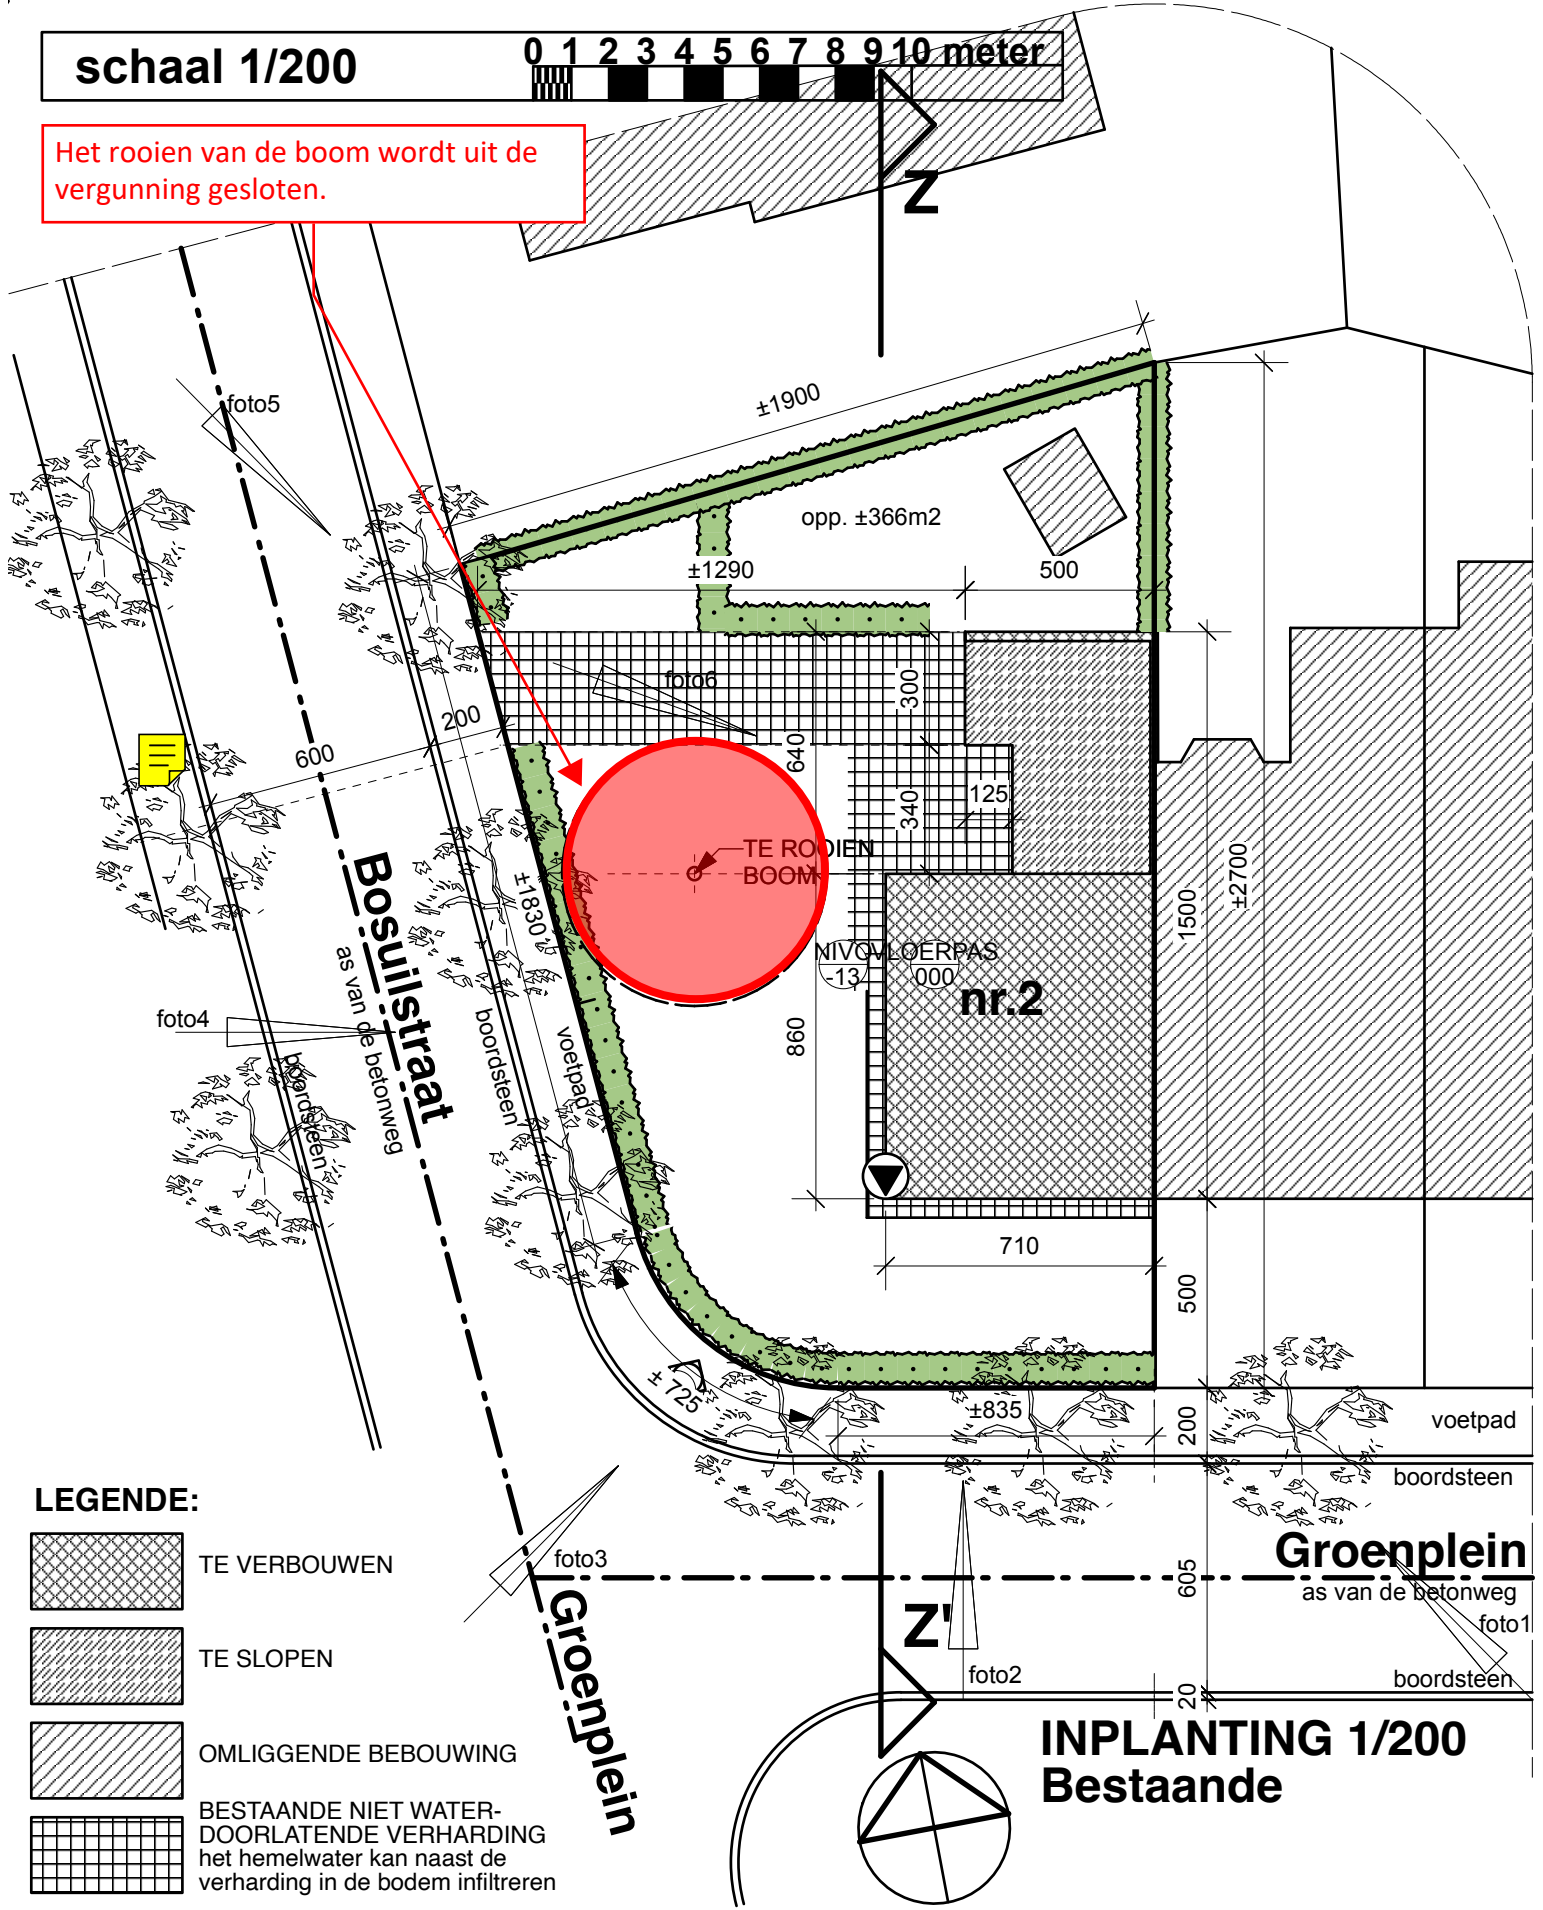 schaal 1/200
0 1 2 3 4 5 6 7 8 9 10 meter
Het rooien van de boom wordt uit de
vergunning gesloten.
Z
foto5
±1900
opp. ±366m2
±1290
500
foto6
300
200
600
640
340
125
TE ROOIEN
BOOM
±1830
±2700
1500
Bosuilstraat
as van de betonweg
NIVO
VLOERPAS
-13
000
nr.2
foto4
boordsteen
boordsteen
voetpad
860
710
500
± 725
±835
200
voetpad
boordsteen
LEGENDE:
TE VERBOUWEN
TE SLOPEN
OMLIGGENDE BEBOUWING
BESTAANDE NIET WATER-
DOORLATENDE VERHARDING
het hemelwater kan naast de
verharding in de bodem infiltreren
foto3
Groenplein
Groenplein
as van de betonweg
605
foto1
Z'
foto2
boordsteen
20
INPLANTING 1/200
Bestaande